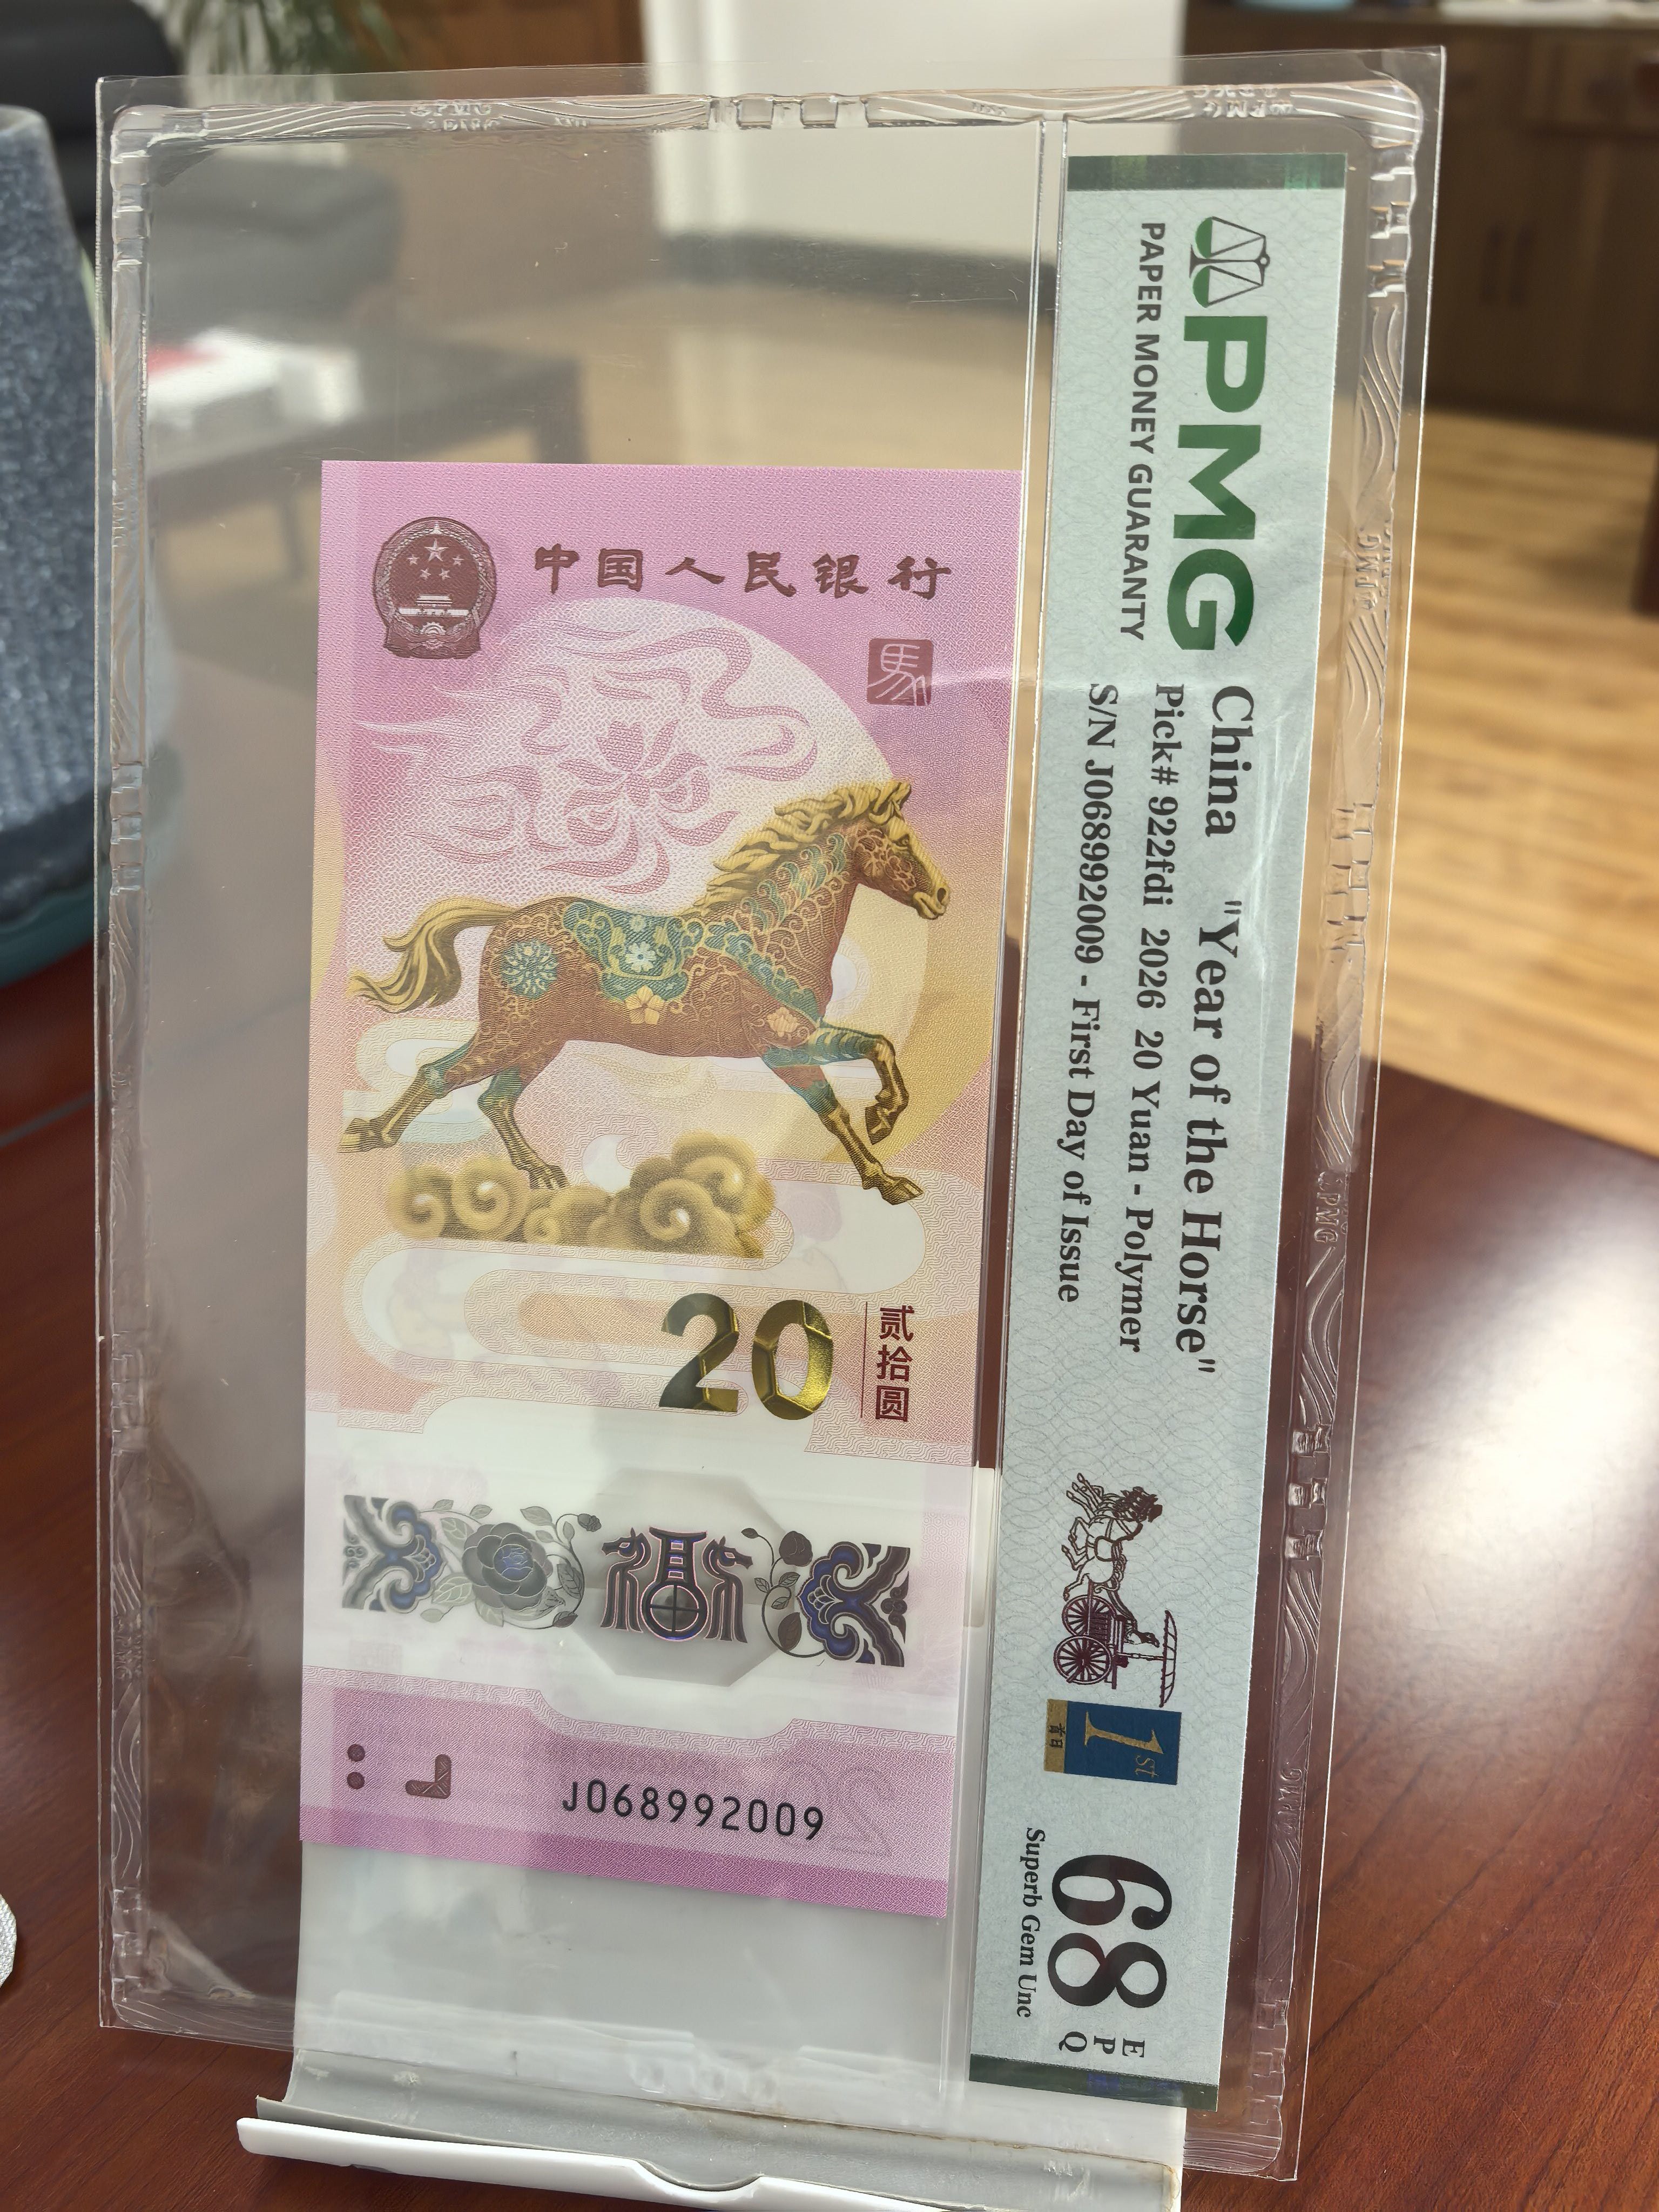 中国人民银行
馬
20
贰拾圆
J068992009
PMG
PAPER MONEY GUARANTY
China "Year of the Horse"
Pick# 922fdi 2026 20 Yuan - Polymer
S/N J068992009 - First Day of Issue
1st
首日
68
EPQ
Superb Gem Unc